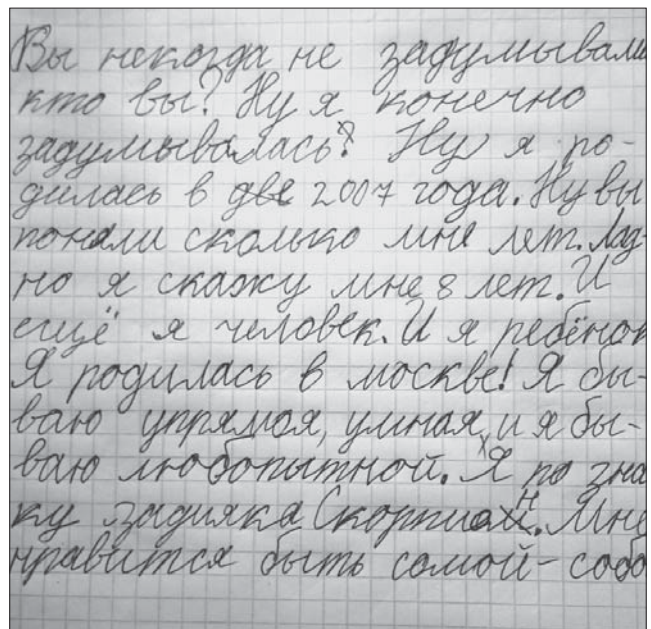 Вы некогда не задумывали
кто вы? Ну я конечно
задумывалась? Ну я ро-
дилась в две 2007 года. Ну вы
поняли сколько мне лет. Лад-
но я скажу мне 8 лет. И
ещё я человек. И я ребёнок
Я родилась в москве! Я бы-
ваю упрямоя, умная, и я бы-
ваю любопытной. Я по зна
ку задияка Скорпион. Мне
нравится быть самой-собо